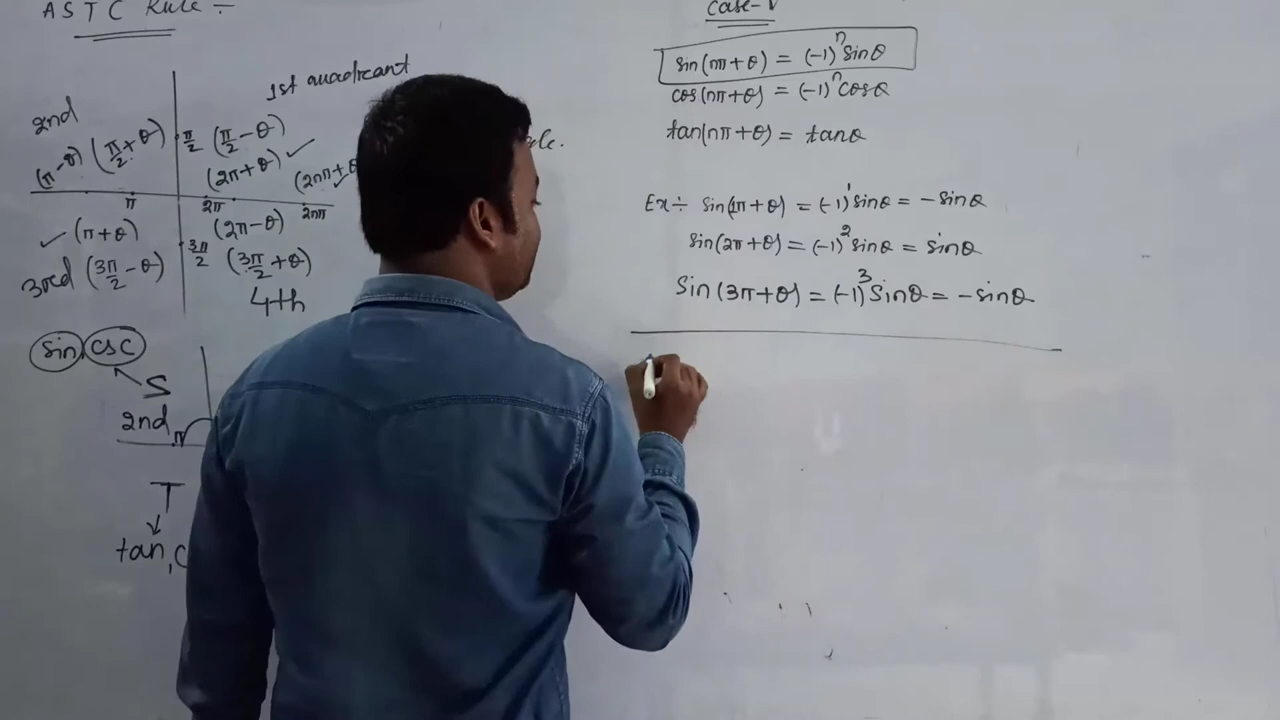 ASTC Rule ÷
1st quadrant
2nd
(π-θ) (π/2+θ) π/2 (π/2-θ)
(2π+θ) ✓ (2nπ+θ
✓
π 2π 2nπ
✓ (π+θ) (2π-θ)
3rd (3π/2-θ) 3π/2 (3π/2+θ)
4th
sin csc
S
2nd
π
T
tan, C
Case-V
sin(nπ+θ) = (-1)ⁿ sinθ
cos(nπ+θ) = (-1)ⁿ cosθ
tan(nπ+θ) = tanθ
Ex÷ sin(1π+θ) = (-1)¹ sinθ = -sinθ
sin(2π+θ) = (-1)² sinθ = sinθ
Sin(3π+θ) = (-1)³ Sinθ = -sinθ